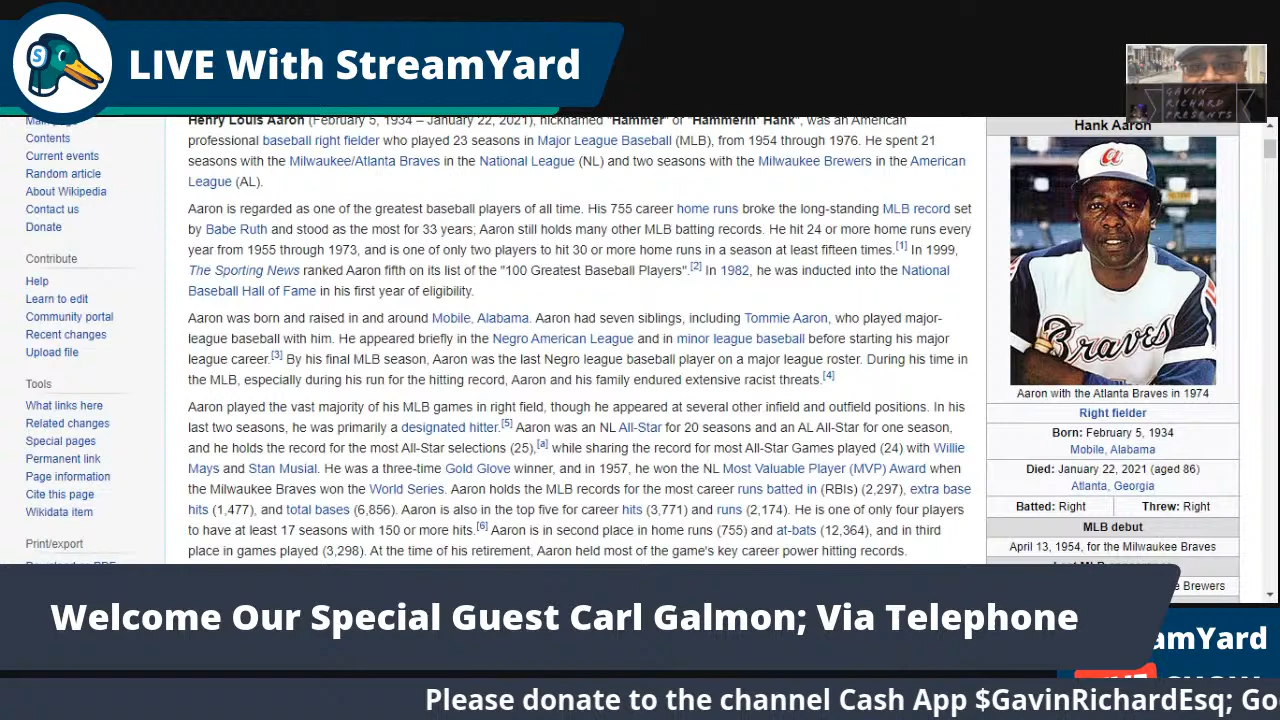 LIVE With StreamYard
GAVIN
RICHARD
PRESENTS
Contents
Current events
Random article
About Wikipedia
Contact us
Donate
Contribute
Help
Learn to edit
Community portal
Recent changes
Upload file
Tools
What links here
Related changes
Special pages
Permanent link
Page information
Cite this page
Wikidata item
Print/export
Henry Louis Aaron (February 5, 1934 – January 22, 2021), nicknamed "Hammer" or "Hammerin' Hank", was an American
professional baseball right fielder who played 23 seasons in Major League Baseball (MLB), from 1954 through 1976. He spent 21
seasons with the Milwaukee/Atlanta Braves in the National League (NL) and two seasons with the Milwaukee Brewers in the American
League (AL).
Aaron is regarded as one of the greatest baseball players of all time. His 755 career home runs broke the long-standing MLB record set
by Babe Ruth and stood as the most for 33 years; Aaron still holds many other MLB batting records. He hit 24 or more home runs every
year from 1955 through 1973, and is one of only two players to hit 30 or more home runs in a season at least fifteen times.[1] In 1999,
The Sporting News ranked Aaron fifth on its list of the "100 Greatest Baseball Players".[2] In 1982, he was inducted into the National
Baseball Hall of Fame in his first year of eligibility.
Aaron was born and raised in and around Mobile, Alabama. Aaron had seven siblings, including Tommie Aaron, who played major-
league baseball with him. He appeared briefly in the Negro American League and in minor league baseball before starting his major
league career.[3] By his final MLB season, Aaron was the last Negro league baseball player on a major league roster. During his time in
the MLB, especially during his run for the hitting record, Aaron and his family endured extensive racist threats.[4]
Aaron played the vast majority of his MLB games in right field, though he appeared at several other infield and outfield positions. In his
last two seasons, he was primarily a designated hitter.[5] Aaron was an NL All-Star for 20 seasons and an AL All-Star for one season,
and he holds the record for the most All-Star selections (25),[a] while sharing the record for most All-Star Games played (24) with Willie
Mays and Stan Musial. He was a three-time Gold Glove winner, and in 1957, he won the NL Most Valuable Player (MVP) Award when
the Milwaukee Braves won the World Series. Aaron holds the MLB records for the most career runs batted in (RBIs) (2,297), extra base
hits (1,477), and total bases (6,856). Aaron is also in the top five for career hits (3,771) and runs (2,174). He is one of only four players
to have at least 17 seasons with 150 or more hits.[6] Aaron is in second place in home runs (755) and at-bats (12,364), and in third
place in games played (3,298). At the time of his retirement, Aaron held most of the game's key career power hitting records.
Hank Aaron
a
Braves
Aaron with the Atlanta Braves in 1974
Right fielder
Born: February 5, 1934
Mobile, Alabama
Died: January 22, 2021 (aged 86)
Atlanta, Georgia
Batted: Right Threw: Right
MLB debut
April 13, 1954, for the Milwaukee Braves
Brewers
Welcome Our Special Guest Carl Galmon; Via Telephone
amYard
Please donate to the channel Cash App $GavinRichardEsq; Go